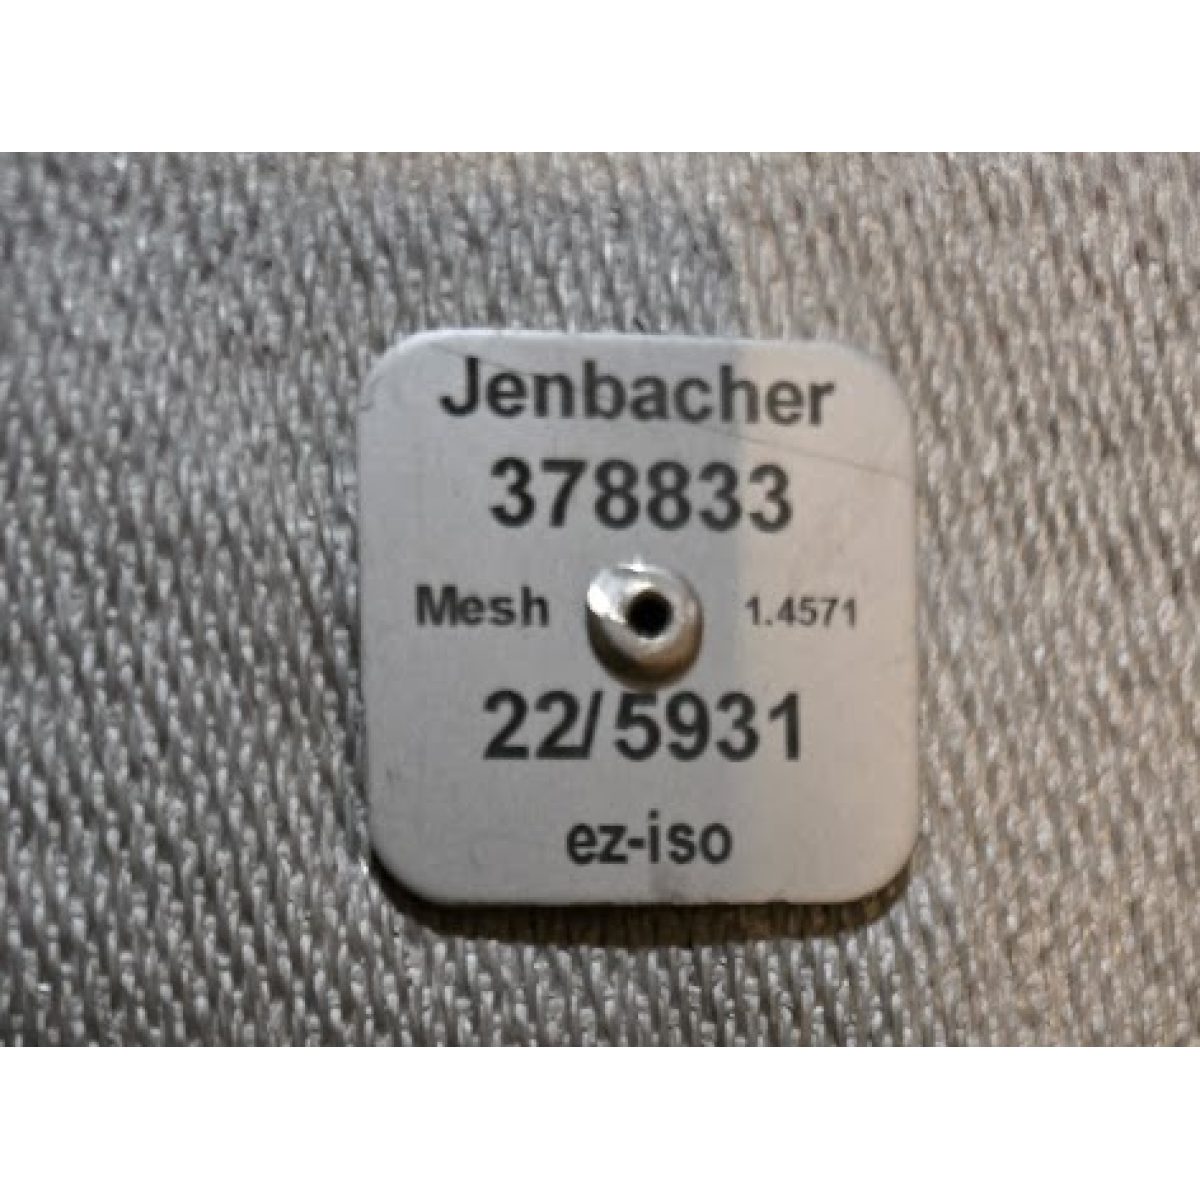 Jenbacher
378833
Mesh 1.4571
22/5931
ez-iso